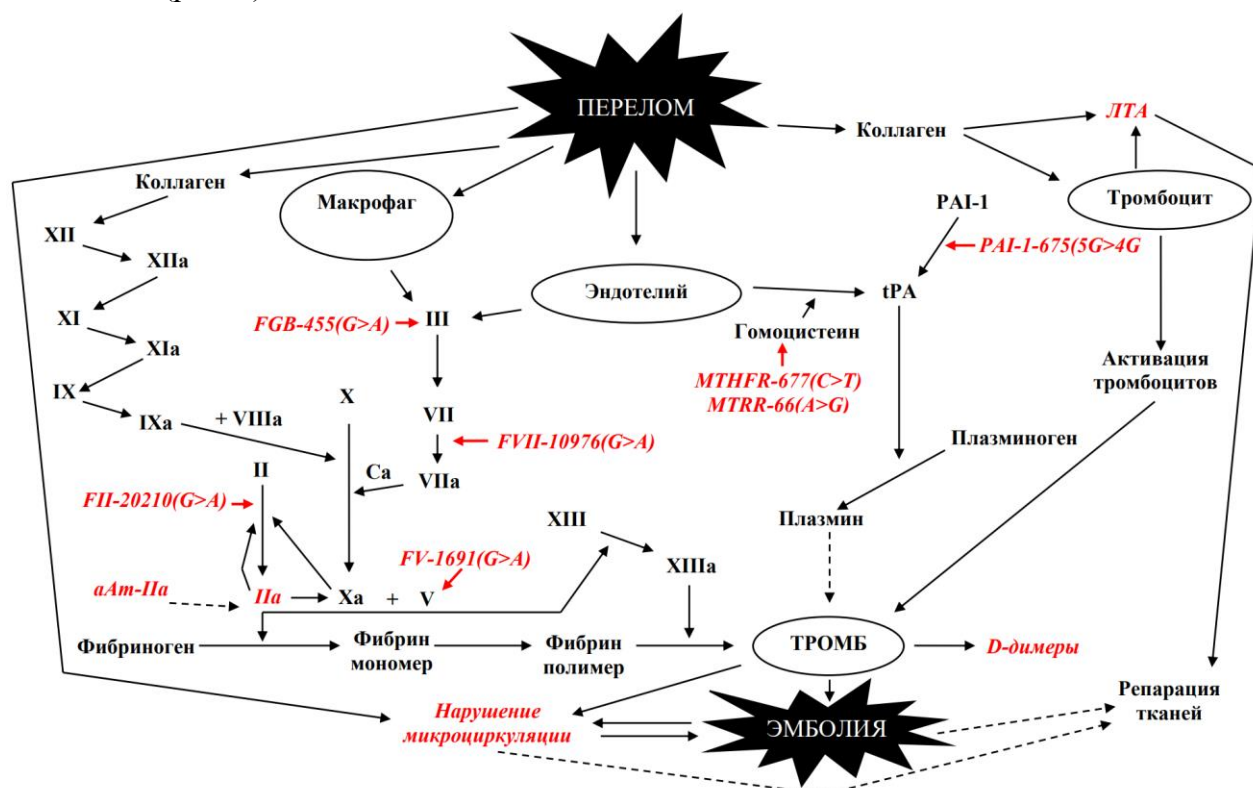 ПЕРЕЛОМ
Коллаген
ЛТА
Коллаген
Макрофаг
PAI-1
Тромбоцит
XII
XIIa
PAI-1-675(5G>4G
Эндотелий
tPA
XI
FGB-455(G>A)
III
Гомоцистеин
XIa
Активация
тромбоцитов
MTHFR-677(C>T)
MTRR-66(A>G)
IX
IXa
+ VIIIa
X
VII
FVII-10976(G>A)
Плазминоген
II
Ca
VIIa
FII-20210(G>A)
XIII
Плазмин
FV-1691(G>A)
XIIIa
aAm-IIa
IIa
Xa + V
Фибриноген
Фибрин
мономер
Фибрин
полимер
ТРОМБ
D-димеры
Репарация
тканей
Нарушение
микроциркуляции
ЭМБОЛИЯ